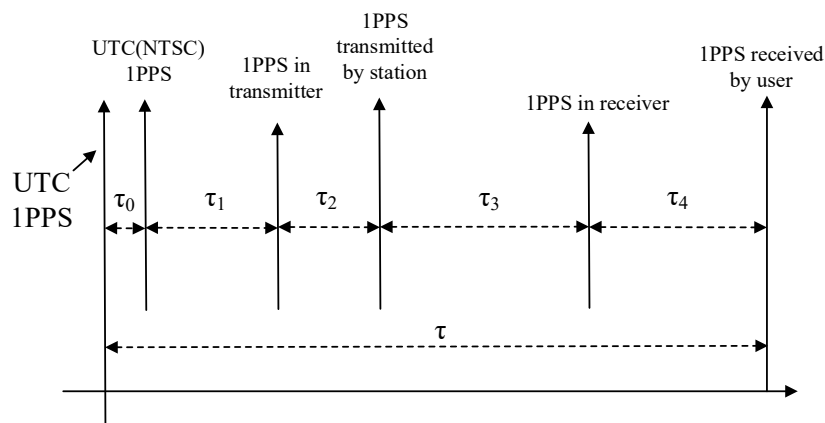 UTC(NTSC)
1PPS
1PPS in
transmitter
1PPS
transmitted
by station
1PPS in receiver
1PPS received
by user
UTC
1PPS
τ0
τ1
τ2
τ3
τ4
τ